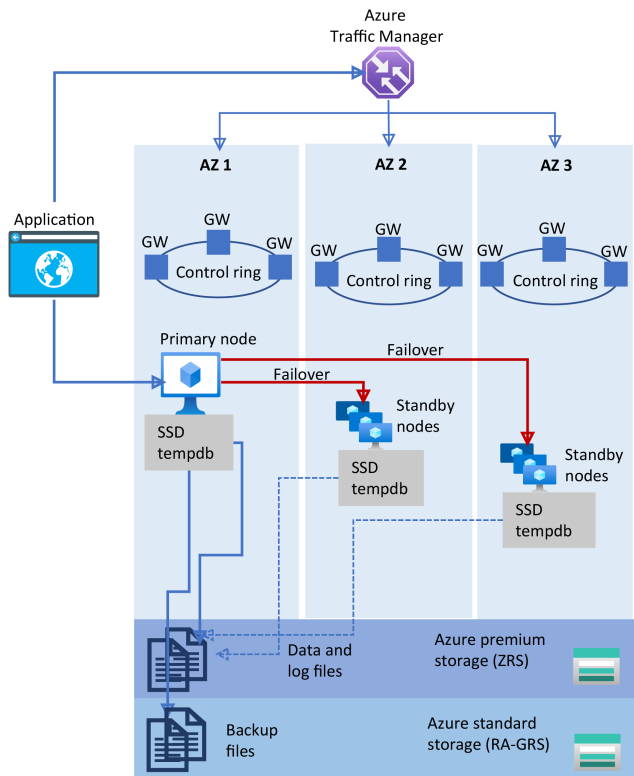 Azure
Traffic Manager
AZ 1
AZ 2
AZ 3
Application
GW
GW
GW
Control ring
GW
GW
GW
Control ring
GW
GW
GW
Control ring
Primary node
Failover
Failover
Standby
nodes
Standby
nodes
SSD
tempdb
SSD
tempdb
SSD
tempdb
Data and
log files
Azure premium
storage (ZRS)
Backup
files
Azure standard
storage (RA-GRS)